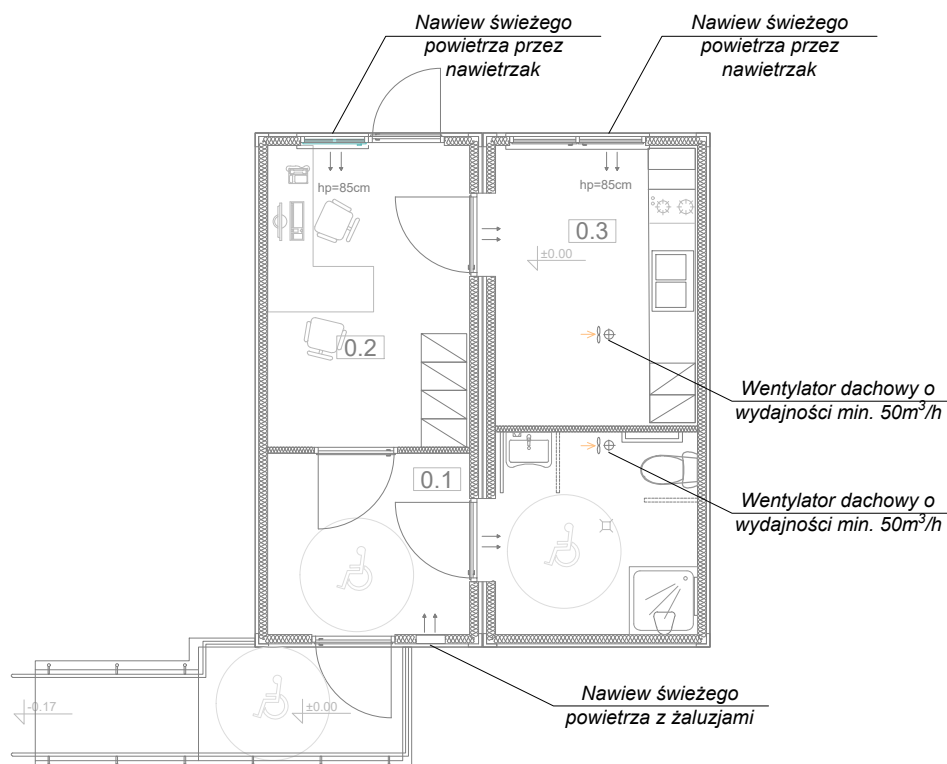 Nawiew świeżego
powietrza przez
nawietrzak
Nawiew świeżego
powietrza przez
nawietrzak
hp=85cm
hp=85cm
0.3
±0.00
0.2
Wentylator dachowy o
wydajności min. 50m³/h
0.1
Wentylator dachowy o
wydajności min. 50m³/h
Nawiew świeżego
powietrza z żaluzjami
-0.17
±0.00